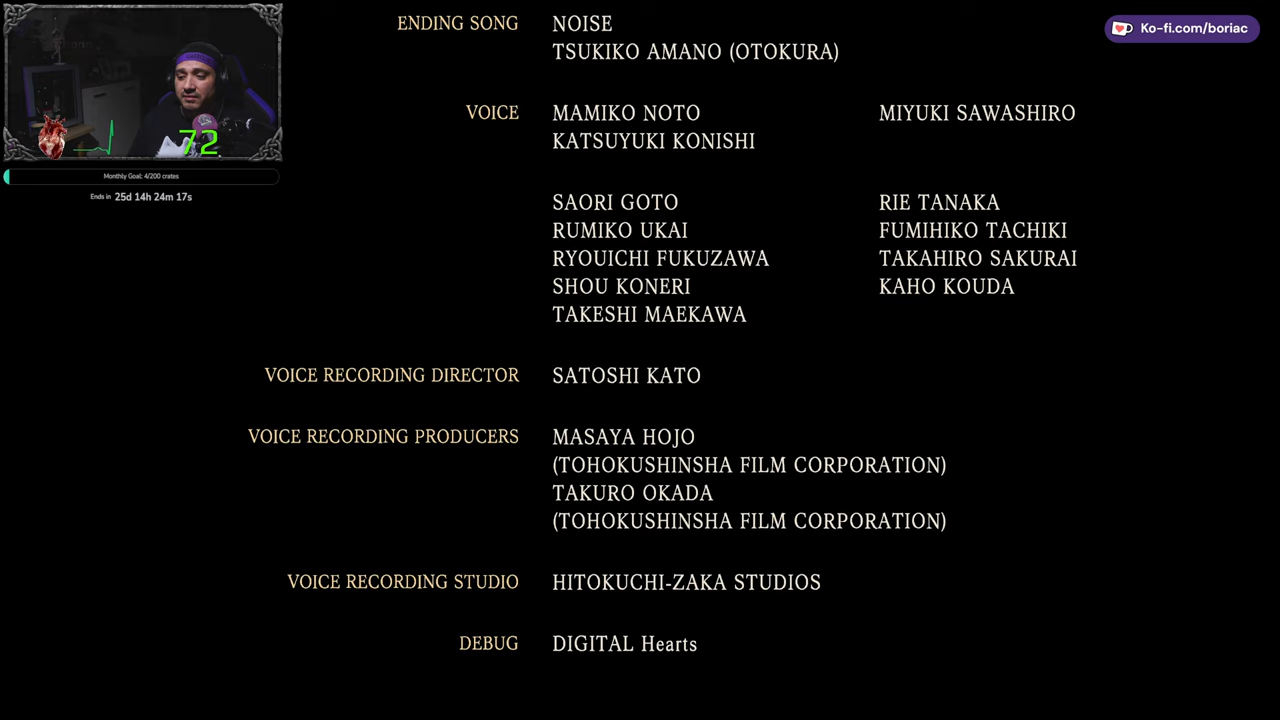 Ko-fi.com/boriac
72
Monthly Goal: 4/200 crates
Ends in 25d 14h 24m 17s
ENDING SONG NOISE
TSUKIKO AMANO (OTOKURA)
VOICE MAMIKO NOTO MIYUKI SAWASHIRO
KATSUYUKI KONISHI
SAORI GOTO RIE TANAKA
RUMIKO UKAI FUMIHIKO TACHIKI
RYOUICHI FUKUZAWA TAKAHIRO SAKURAI
SHOU KONERI KAHO KOUDA
TAKESHI MAEKAWA
VOICE RECORDING DIRECTOR SATOSHI KATO
VOICE RECORDING PRODUCERS MASAYA HOJO
(TOHOKUSHINSHA FILM CORPORATION)
TAKURO OKADA
(TOHOKUSHINSHA FILM CORPORATION)
VOICE RECORDING STUDIO HITOKUCHI-ZAKA STUDIOS
DEBUG DIGITAL Hearts